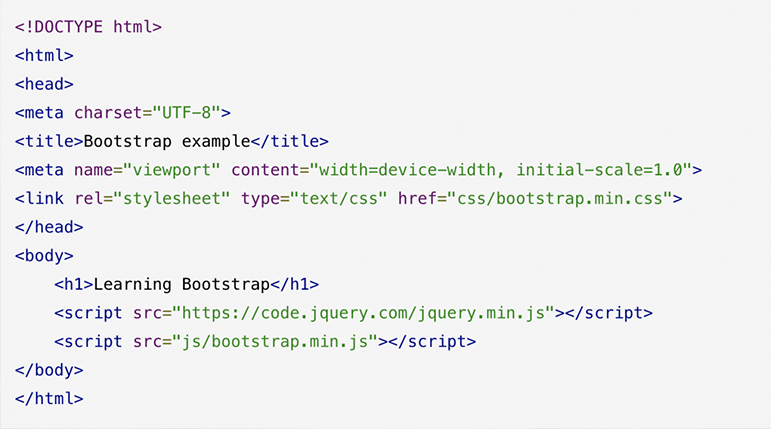 <!DOCTYPE html>
<html>
<head>
<meta charset="UTF-8">
<title>Bootstrap example</title>
<meta name="viewport" content="width=device-width, initial-scale=1.0">
<link rel="stylesheet" type="text/css" href="css/bootstrap.min.css">
</head>
<body>
    <h1>Learning Bootstrap</h1>
    <script src="https://code.jquery.com/jquery.min.js"></script>
    <script src="js/bootstrap.min.js"></script>
</body>
</html>